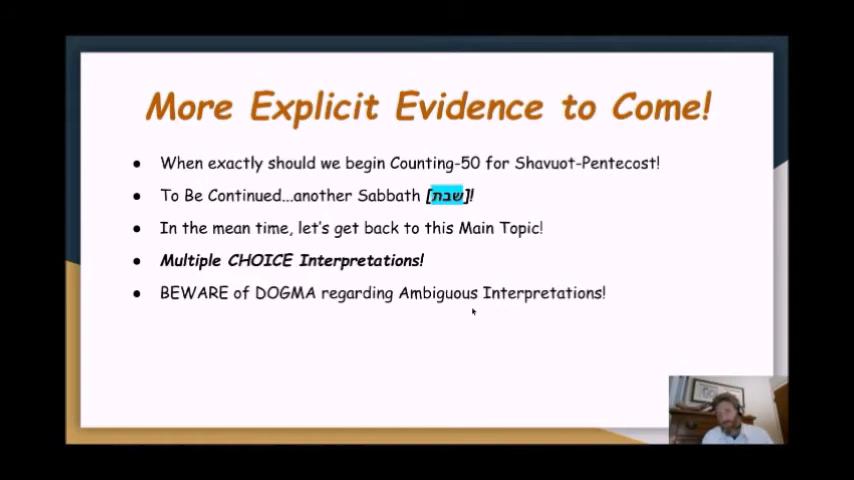 More Explicit Evidence to Come!
● When exactly should we begin Counting-50 for Shavuot-Pentecost!
● To Be Continued...another Sabbath [שבת]!
● In the mean time, let's get back to this Main Topic!
● Multiple CHOICE Interpretations!
● BEWARE of DOGMA regarding Ambiguous Interpretations!